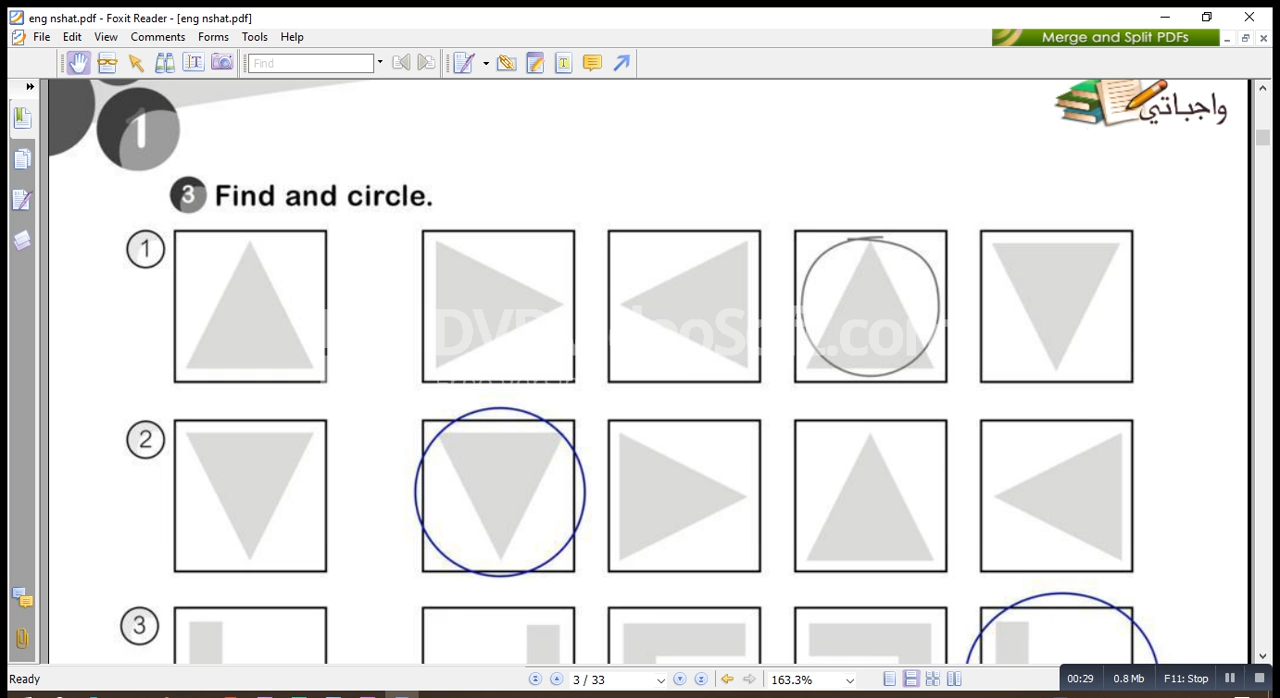 eng nshat.pdf - Foxit Reader - [eng nshat.pdf]
File Edit View Comments Forms Tools Help
Merge and Split PDFs
Find
واجباتي
1
3 Find and circle.
1
DVDVideoSoft.com
2
3
Ready
3 / 33
163.3%
00:29 0.8 Mb F11: Stop